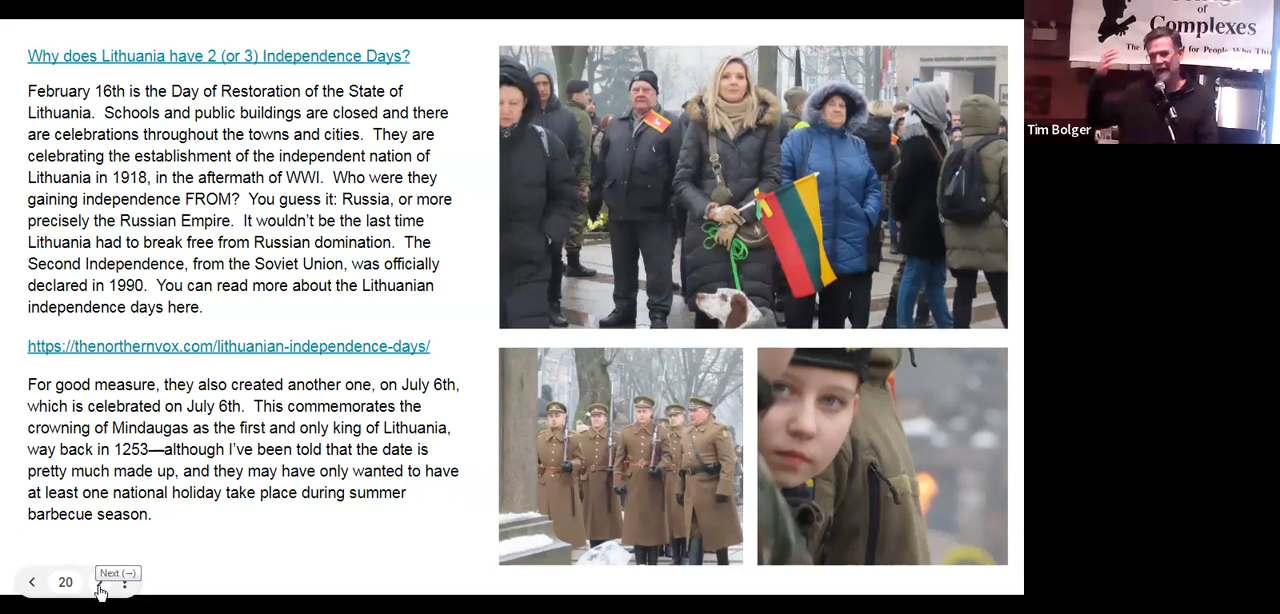 Why does Lithuania have 2 (or 3) Independence Days?
February 16th is the Day of Restoration of the State of
Lithuania. Schools and public buildings are closed and there
are celebrations throughout the towns and cities. They are
celebrating the establishment of the independent nation of
Lithuania in 1918, in the aftermath of WWI. Who were they
gaining independence FROM? You guess it: Russia, or more
precisely the Russian Empire. It wouldn't be the last time
Lithuania had to break free from Russian domination. The
Second Independence, from the Soviet Union, was officially
declared in 1990. You can read more about the Lithuanian
independence days here.
https://thenorthernvox.com/lithuanian-independence-days/
For good measure, they also created another one, on July 6th,
which is celebrated on July 6th. This commemorates the
crowning of Mindaugas as the first and only king of Lithuania,
way back in 1253—although I've been told that the date is
pretty much made up, and they may have only wanted to have
at least one national holiday take place during summer
barbecue season.
20
Next (→)
of
Complexes
The
for People Who
Tim Bolger